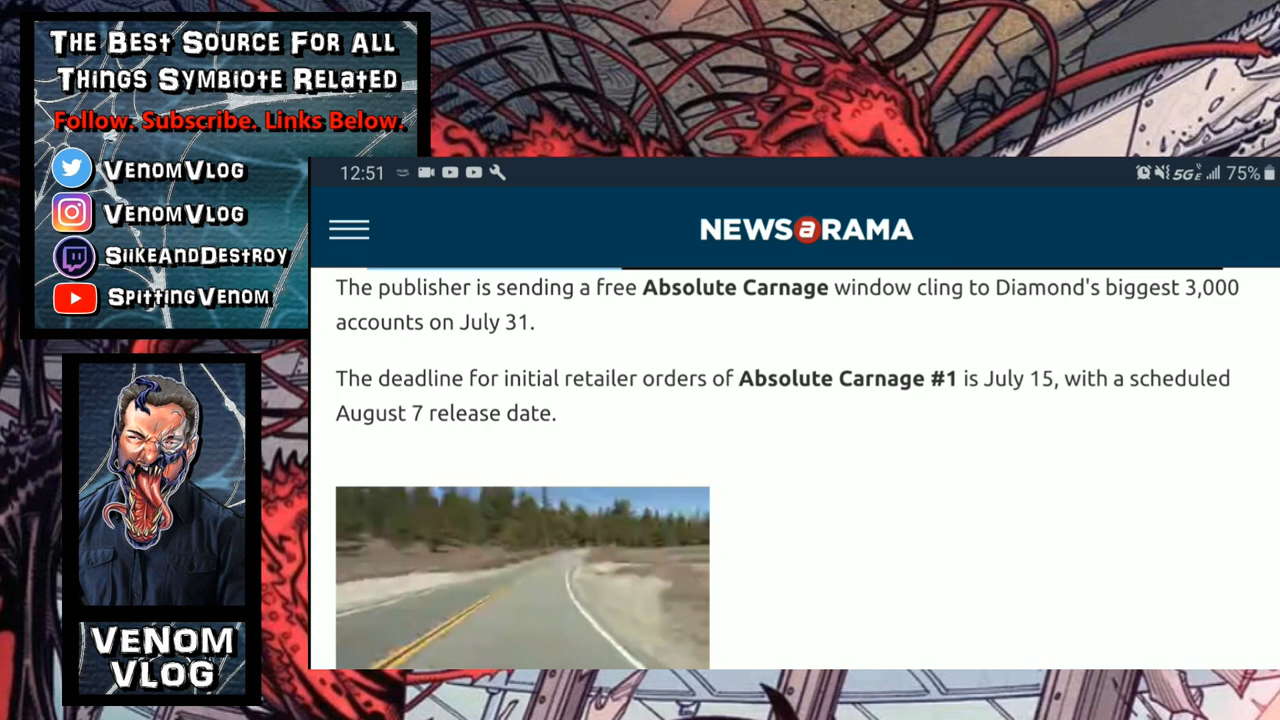 The Best Source For All
Things Symbiote Related
Follow. Subscribe. Links Below.
VenomVlog
VenomVlog
SiikeAndDestroy
SpittingVenom
12:51
5GE
75%
NEWSaRAMA
The publisher is sending a free Absolute Carnage window cling to Diamond's biggest 3,000
accounts on July 31.
The deadline for initial retailer orders of Absolute Carnage #1 is July 15, with a scheduled
August 7 release date.
VENOM
VLOG